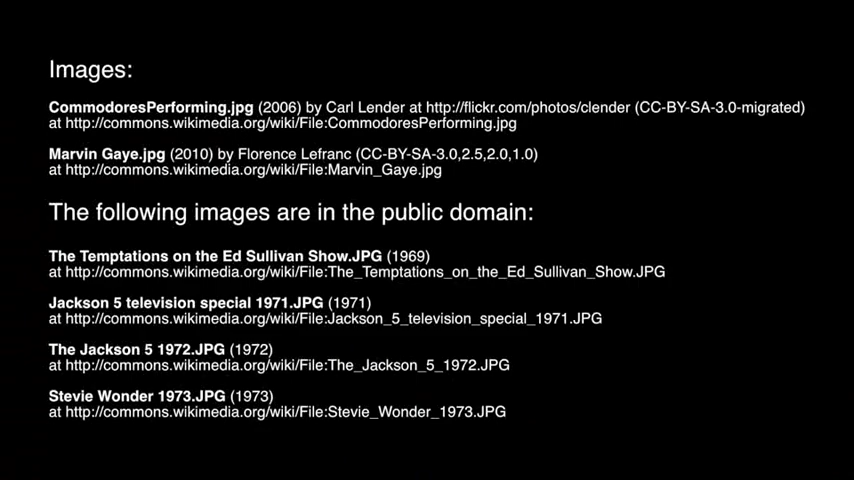 Images:
CommodoresPerforming.jpg (2006) by Carl Lender at http://flickr.com/photos/clender (CC-BY-SA-3.0-migrated)
at http://commons.wikimedia.org/wiki/File:CommodoresPerforming.jpg
Marvin Gaye.jpg (2010) by Florence Lefranc (CC-BY-SA-3.0,2.5,2.0,1.0)
at http://commons.wikimedia.org/wiki/File:Marvin_Gaye.jpg
The following images are in the public domain:
The Temptations on the Ed Sullivan Show.JPG (1969)
at http://commons.wikimedia.org/wiki/File:The_Temptations_on_the_Ed_Sullivan_Show.JPG
Jackson 5 television special 1971.JPG (1971)
at http://commons.wikimedia.org/wiki/File:Jackson_5_television_special_1971.JPG
The Jackson 5 1972.JPG (1972)
at http://commons.wikimedia.org/wiki/File:The_Jackson_5_1972.JPG
Stevie Wonder 1973.JPG (1973)
at http://commons.wikimedia.org/wiki/File:Stevie_Wonder_1973.JPG